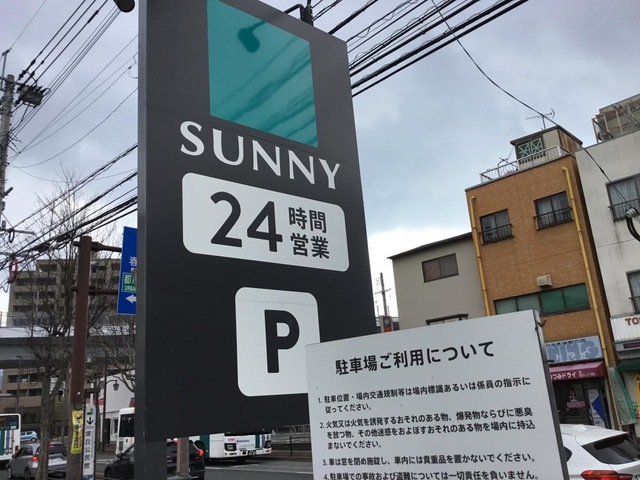 SUNNY
24時間
営業
P
駐車場ご利用について
1. 駐車位置・場内交通規制等は場内標識あるいは係員の指示に
従ってください。
2. 火気又は火気を誘発するおそれのある物、爆発物ならびに悪臭
を放つ物、その他迷惑をおよぼすおそれのある物を場内に持込
まないでください。
3. 車は窓を閉め施錠し、車内には貴重品を置かないでください。
4. 駐車場での事故および盗難については一切責任を負いません。
春
都市